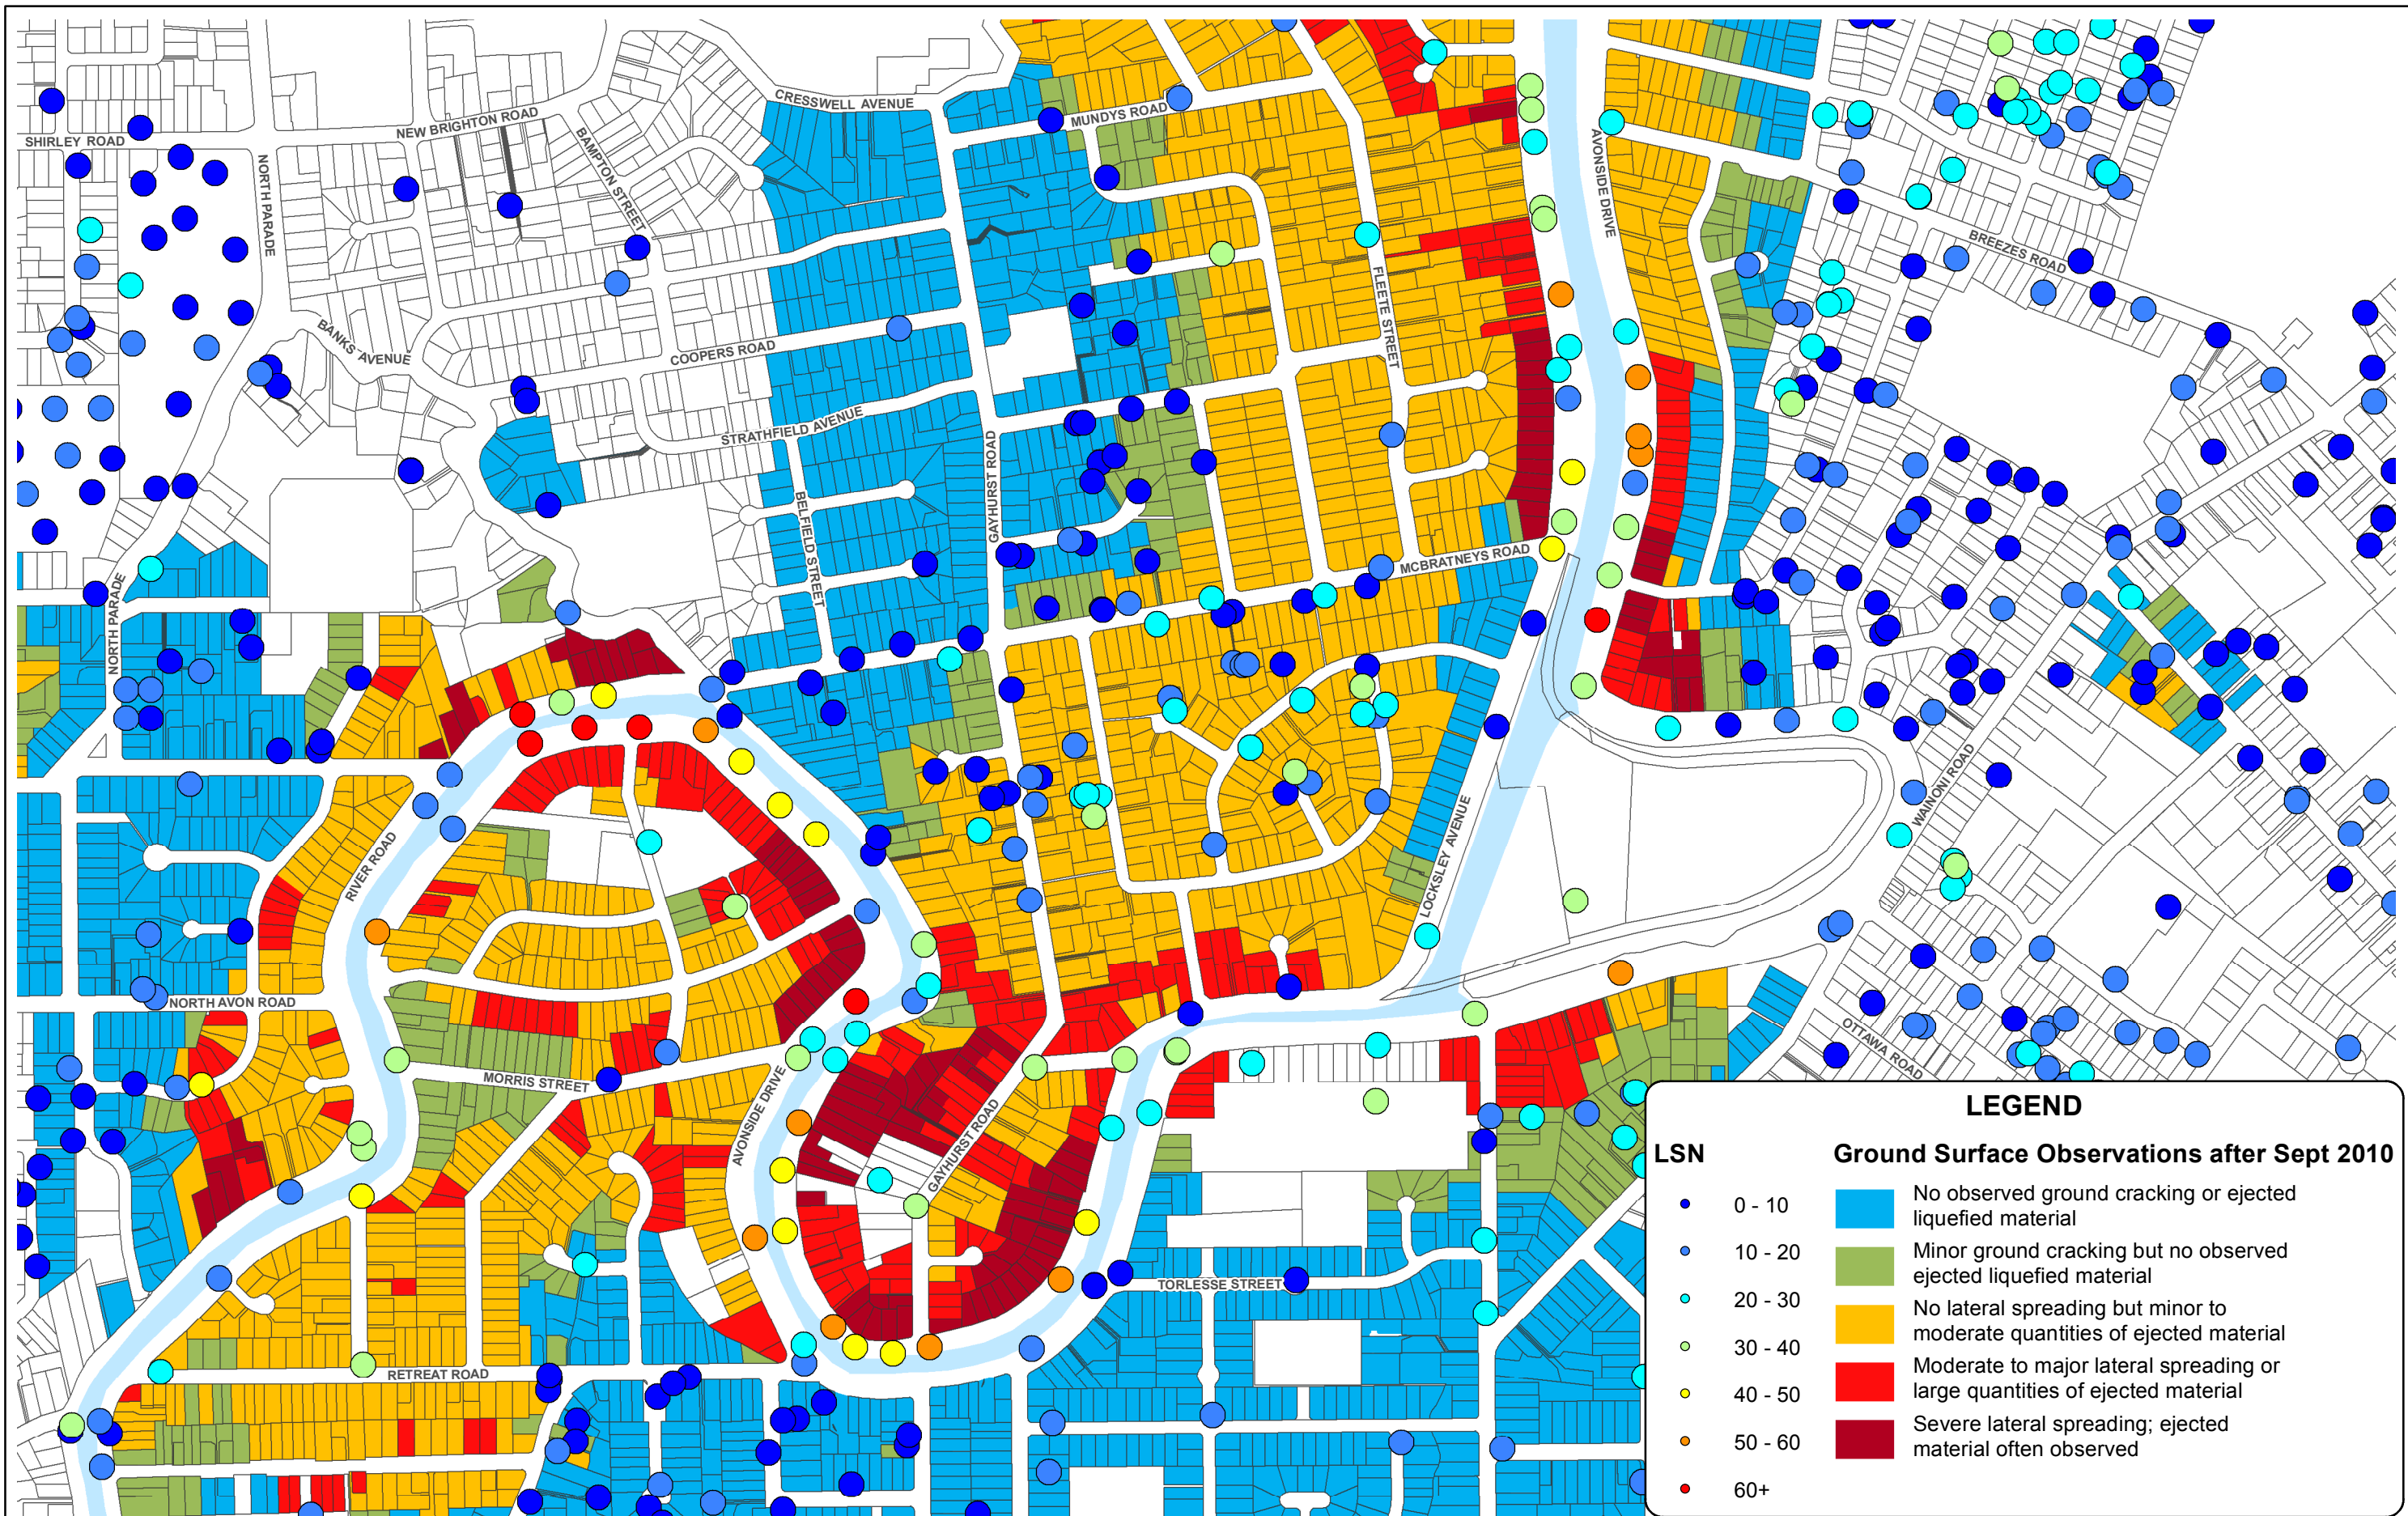 CRESSWELL AVENUE
MUNDYS ROAD
NEW BRIGHTON ROAD
SHIRLEY ROAD
BAMPTON STREET
NORTH PARADE
AVONSIDE DRIVE
BREEZES ROAD
FLEETE STREET
BANKS AVENUE
COOPERS ROAD
STRATHFIELD AVENUE
GAYHURST ROAD
BELFIELD STREET
MCBRATNEYS ROAD
NORTH PARADE
WAINONI ROAD
RIVER ROAD
LOCKSLEY AVENUE
NORTH AVON ROAD
OTTAWA ROAD
MORRIS STREET
AVONSIDE DRIVE
GAYHURST ROAD
TORLESSE STREET
RETREAT ROAD
LEGEND
LSN
0 - 10
10 - 20
20 - 30
30 - 40
40 - 50
50 - 60
60+
Ground Surface Observations after Sept 2010
No observed ground cracking or ejected
liquefied material
Minor ground cracking but no observed
ejected liquefied material
No lateral spreading but minor to
moderate quantities of ejected material
Moderate to major lateral spreading or
large quantities of ejected material
Severe lateral spreading; ejected
material often observed